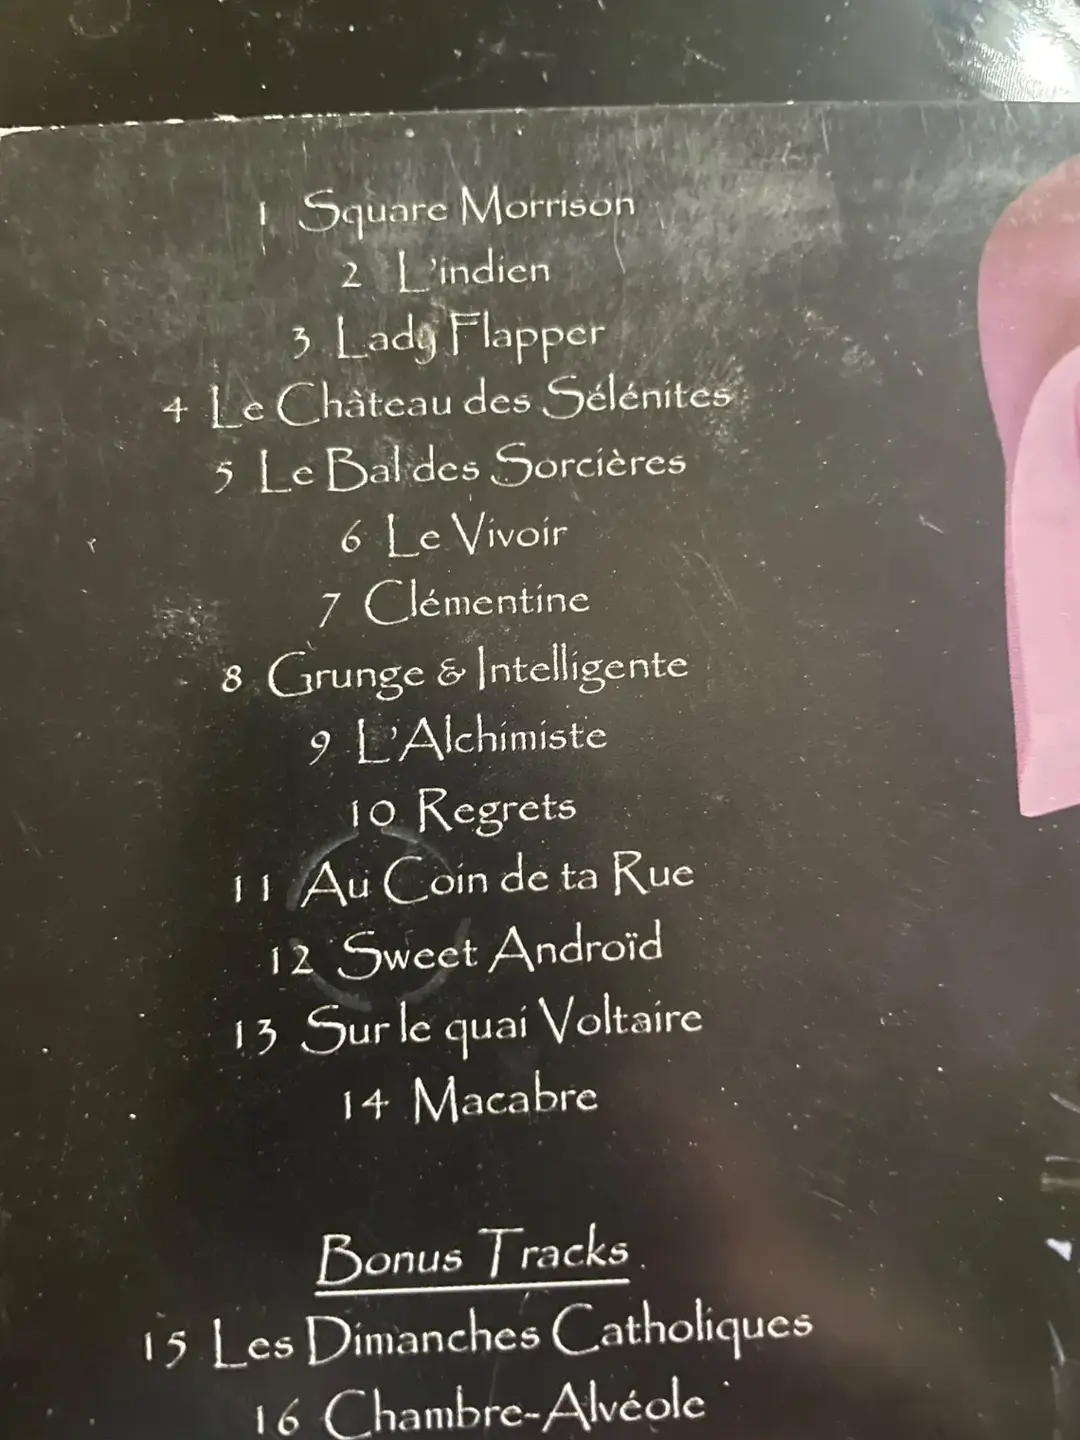 1 Square Morrison
2 L'indien
3 Lady Flapper
4 Le Château des Sélénites
5 Le Bal des Sorcières
6 Le Vivoir
7 Clémentine
8 Grunge & Intelligente
9 L'Alchimiste
10 Regrets
11 Au Coin de ta Rue
12 Sweet Androïd
13 Sur le quai Voltaire
14 Macabre
Bonus Tracks
15 Les Dimanches Catholiques
16 Chambre-Alvéole